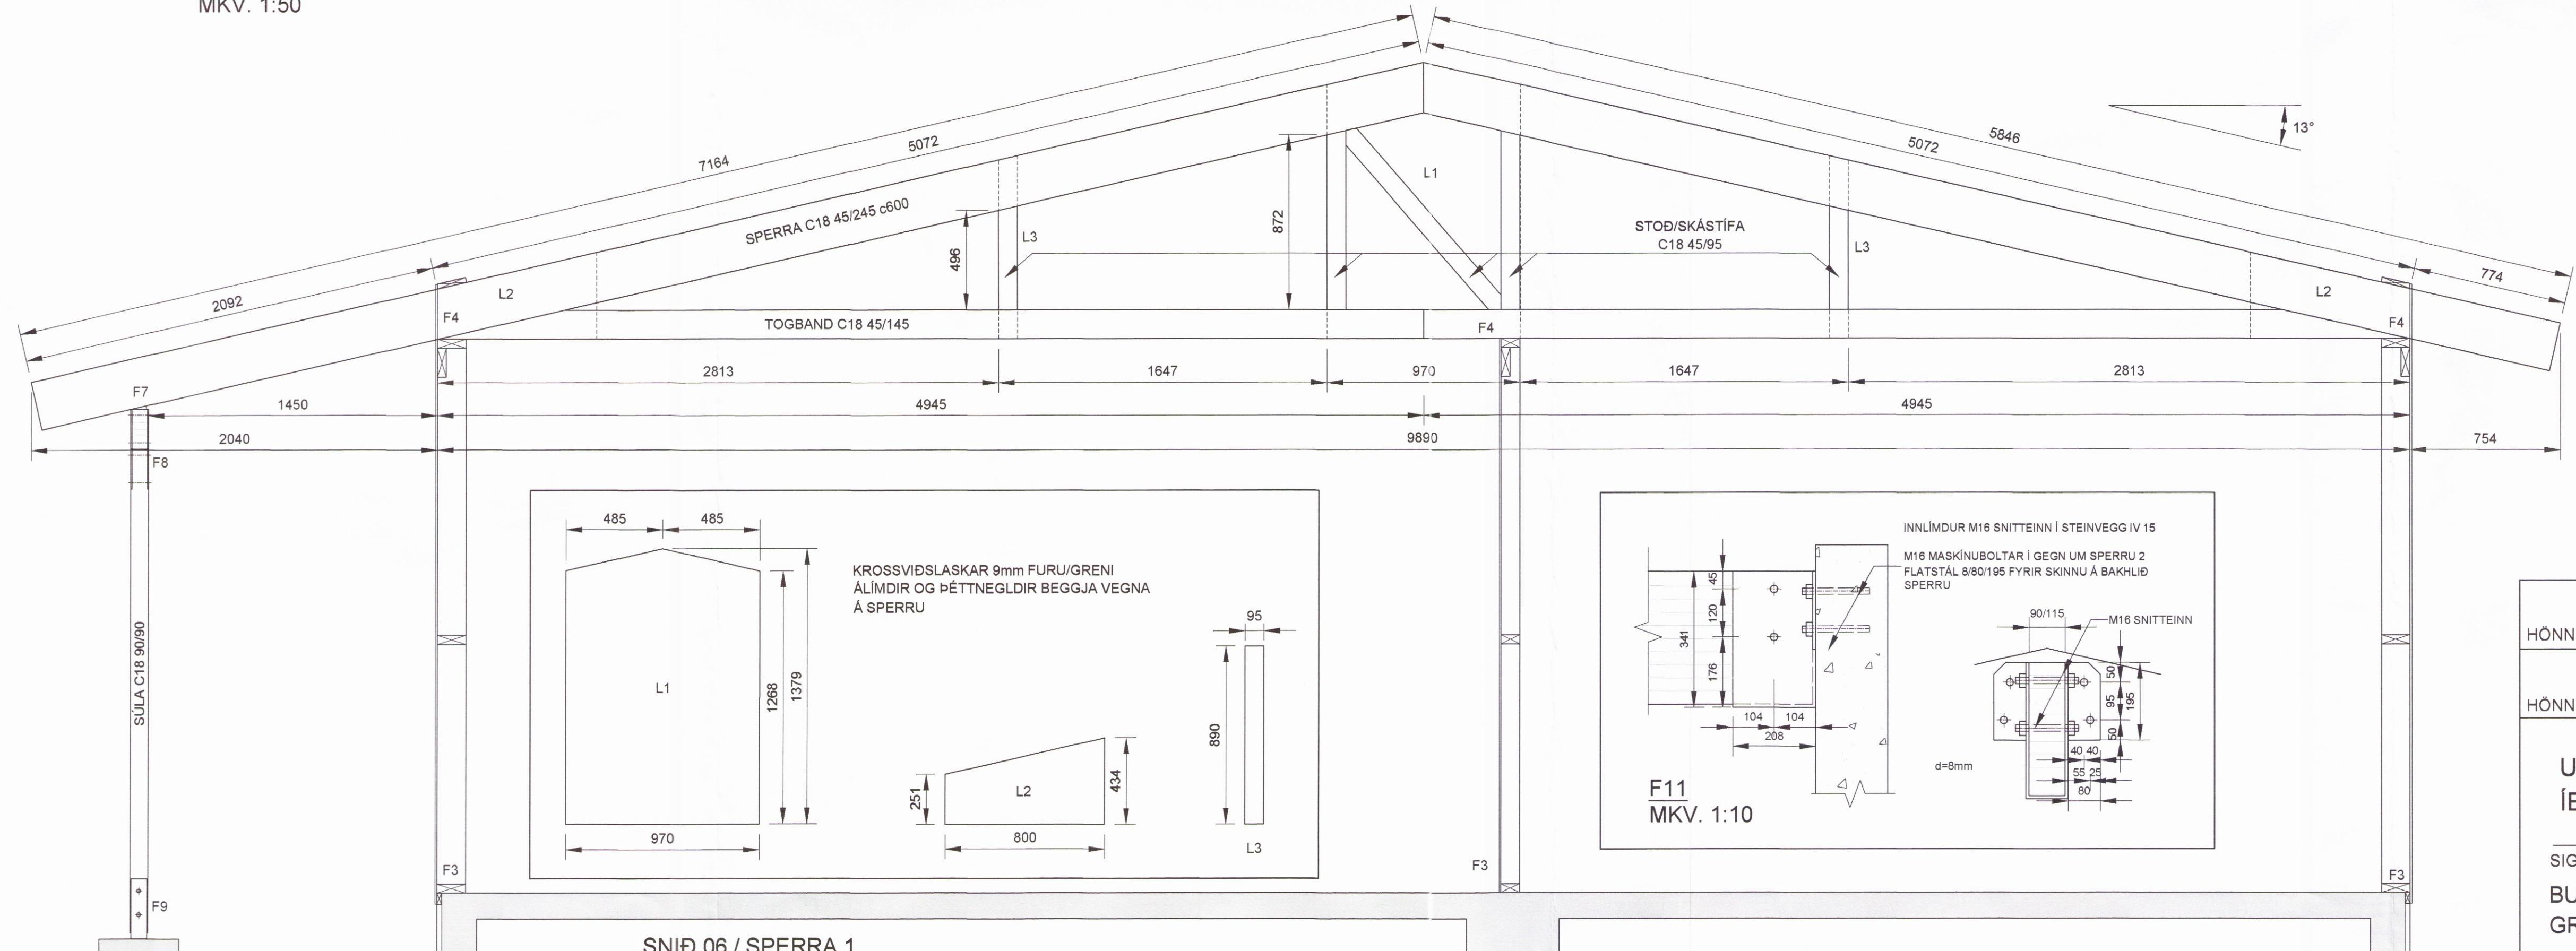 MKV. 1:50
7164
5072
5846
5072
13°
2092
774
SPERRA C18 45/245 c600
L1
L2
L3
496
872
STOÐ/SKÁSTÍFA
C18 45/95
L3
L2
F4
TOGBAND C18 45/145
F4
F4
2813
1647
970
1647
2813
F7
1450
4945
4945
2040
9890
754
F8
SÚLA C18 90/90
F9
F3
485
485
L1
1268
1379
970
KROSSVIÐSLASKAR 9mm FURU/GRENI
ÁLÍMDIR OG ÞÉTTNEGLDIR BEGGJA VEGNA
Á SPERRU
251
L2
434
800
95
890
L3
F3
INNLÍMDUR M16 SNITTEINN Í STEINVEGG IV 15
M16 MASKÍNUBOLTAR Í GEGN UM SPERRU 2
FLATSTÁL 8/80/195 FYRIR SKINNU Á BAKHLIÐ
SPERRU
45
120
341
176
104
104
208
90/115
M16 SNITTEINN
50
95
195
50
40 40
55 25
80
d=8mm
F11
MKV. 1:10
F3
HÖNN
HÖNN
U
SIG
BU
GR
SNIÐ 06 / SPERRA 1